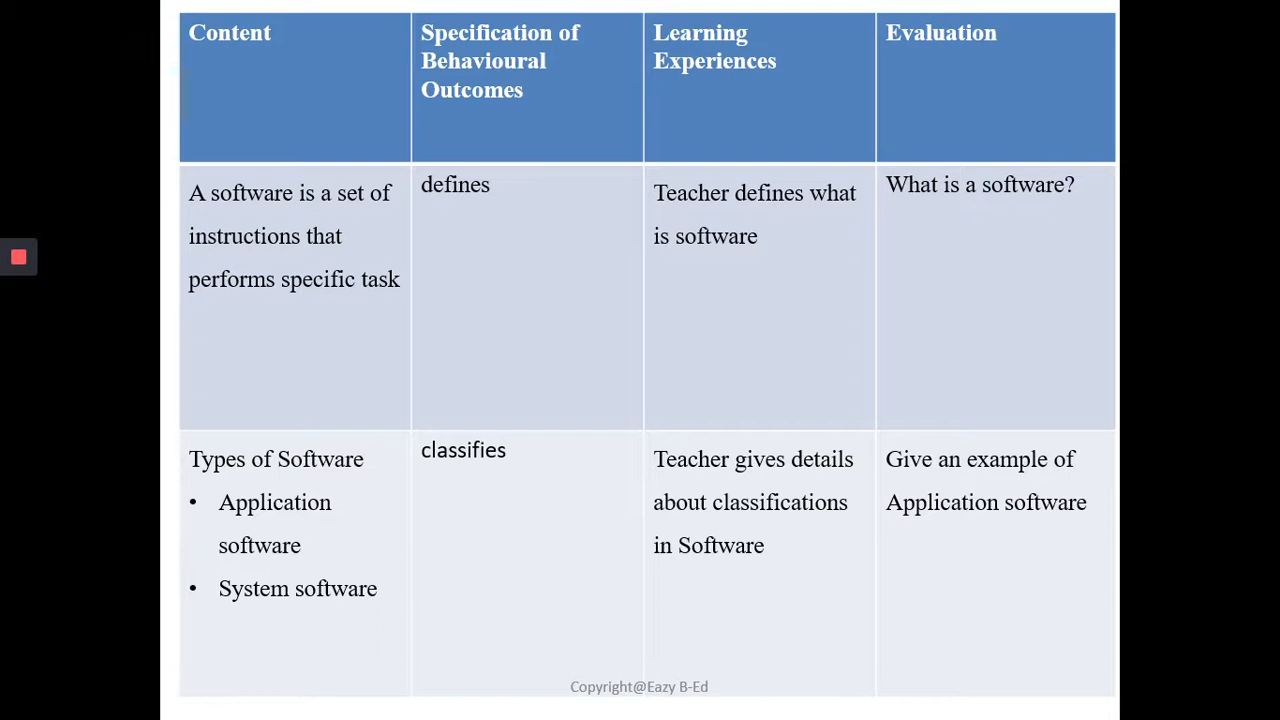 Content
Specification of
Behavioural
Outcomes
Learning
Experiences
Evaluation
A software is a set of
instructions that
performs specific task
defines
Teacher defines what
is software
What is a software?
Types of Software
• Application
software
• System software
classifies
Teacher gives details
about classifications
in Software
Give an example of
Application software
Copyright@Eazy B-Ed